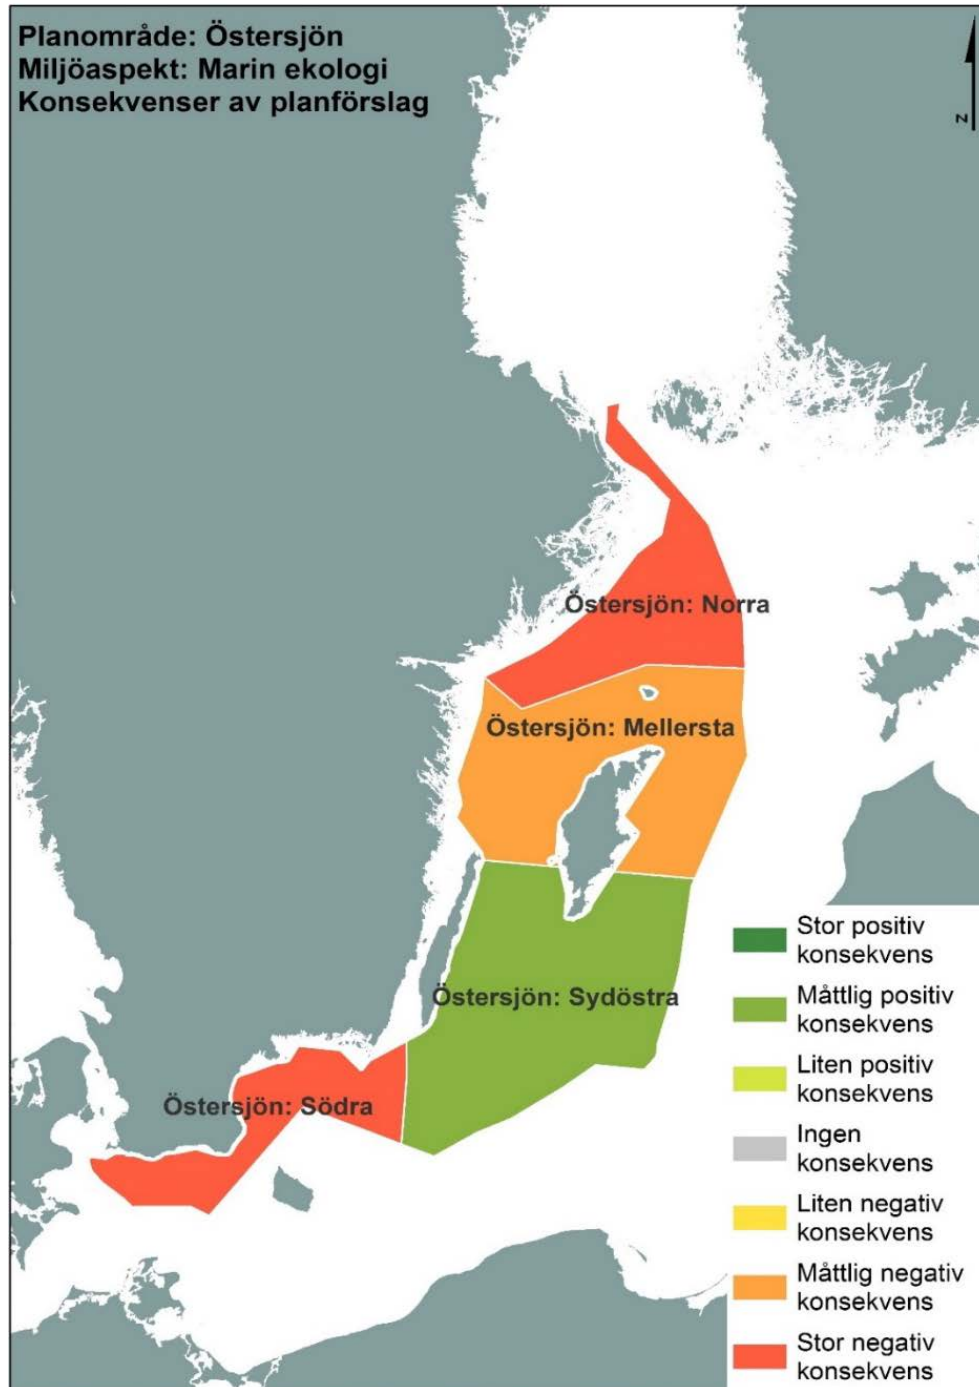 Planområde: Östersjön
Miljöaspekt: Marin ekologi
Konsekvenser av planförslag
N
Östersjön: Norra
Östersjön: Mellersta
Östersjön: Sydöstra
Östersjön: Södra
Stor positiv
konsekvens
Måttlig positiv
konsekvens
Liten positiv
konsekvens
Ingen
konsekvens
Liten negativ
konsekvens
Måttlig negativ
konsekvens
Stor negativ
konsekvens